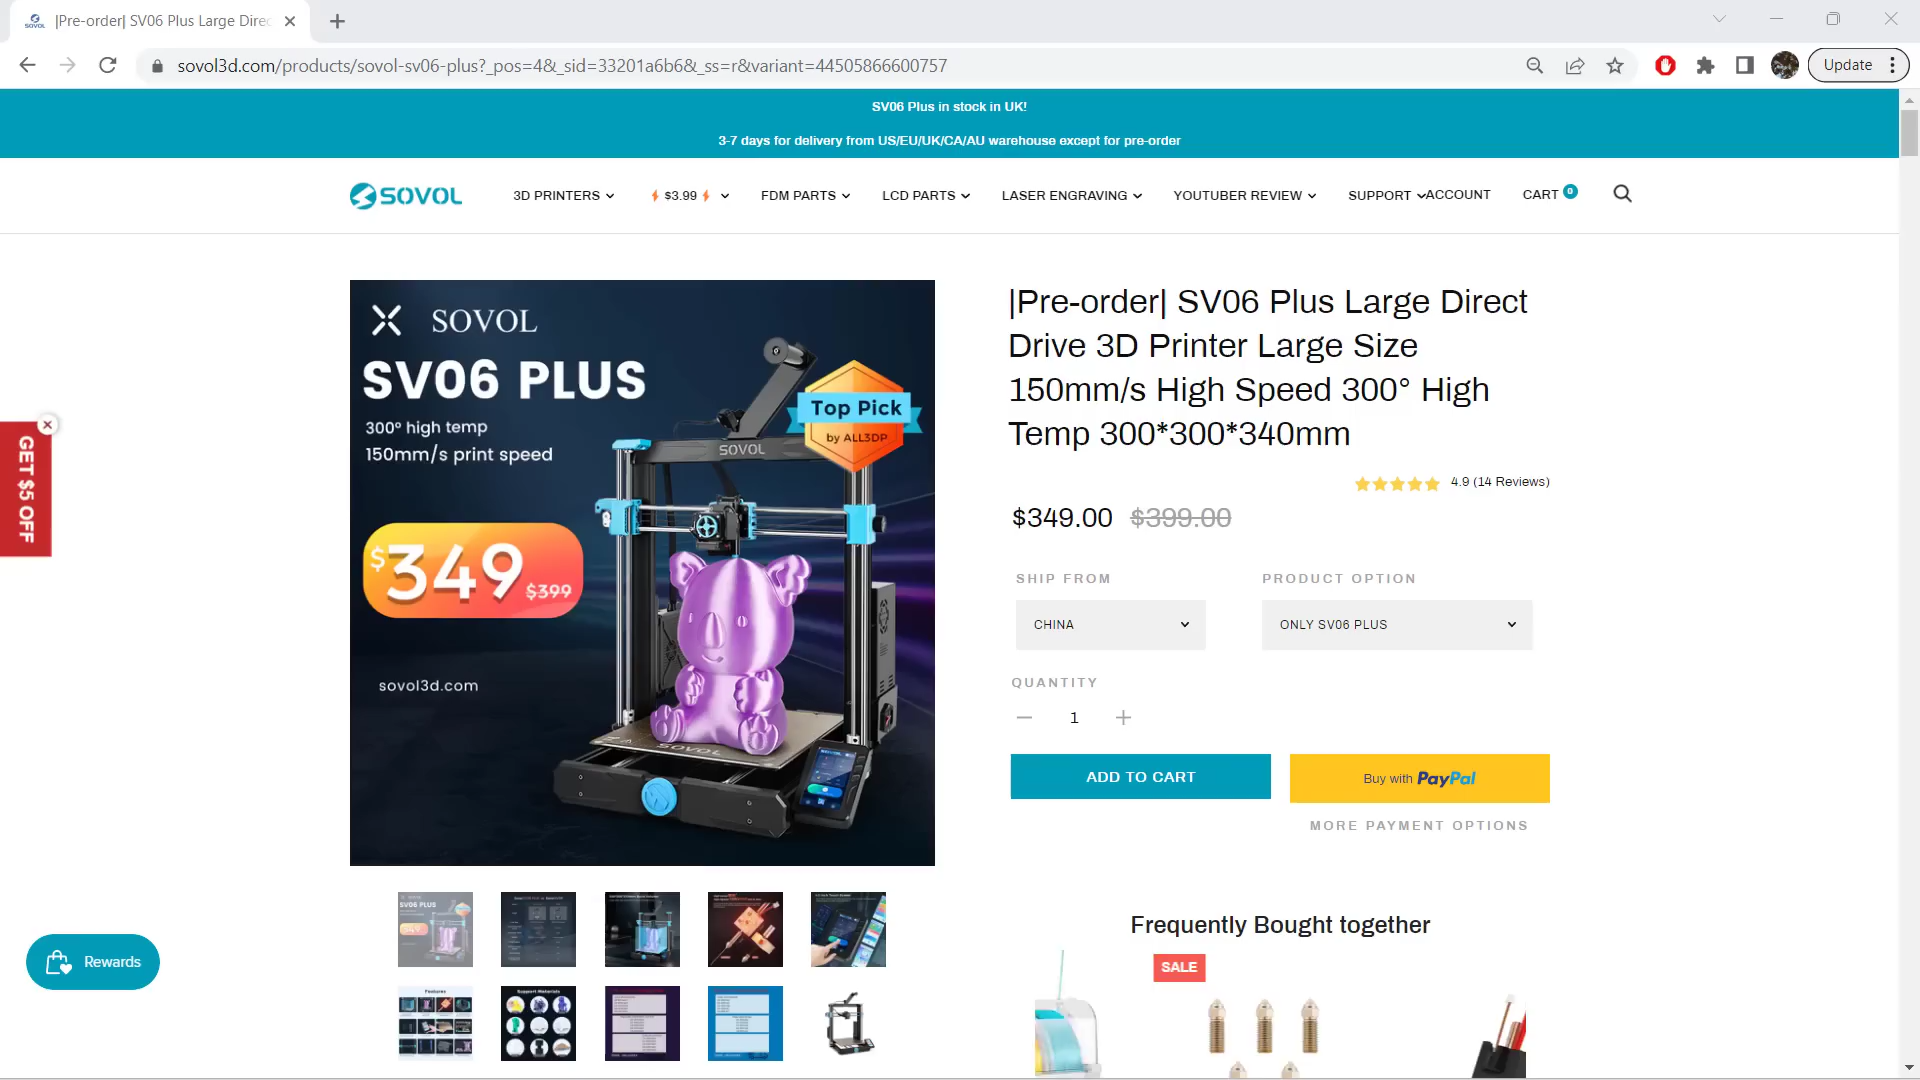 |Pre-order| SV06 Plus Large Direc
sovol3d.com/products/sovol-sv06-plus?_pos=4&_sid=33201a6b6&_ss=r&variant=44505866600757
Update
SV06 Plus in stock in UK!
3-7 days for delivery from US/EU/UK/CA/AU warehouse except for pre-order
SOVOL
3D PRINTERS
$3.99
FDM PARTS
LCD PARTS
LASER ENGRAVING
YOUTUBER REVIEW
SUPPORT
ACCOUNT
CART 0
SOVOL
SV06 PLUS
300° high temp
150mm/s print speed
Top Pick
by ALL3DP
SOVOL
$349 $399
sovol3d.com
SOVOL
GET $5 OFF
|Pre-order| SV06 Plus Large Direct
Drive 3D Printer Large Size
150mm/s High Speed 300° High
Temp 300*300*340mm
4.9 (14 Reviews)
$349.00 $399.00
SHIP FROM
PRODUCT OPTION
CHINA
ONLY SV06 PLUS
QUANTITY
1
ADD TO CART
Buy with PayPal
MORE PAYMENT OPTIONS
SV06 PLUS
Features
Support Materials
Frequently Bought together
SALE
Rewards